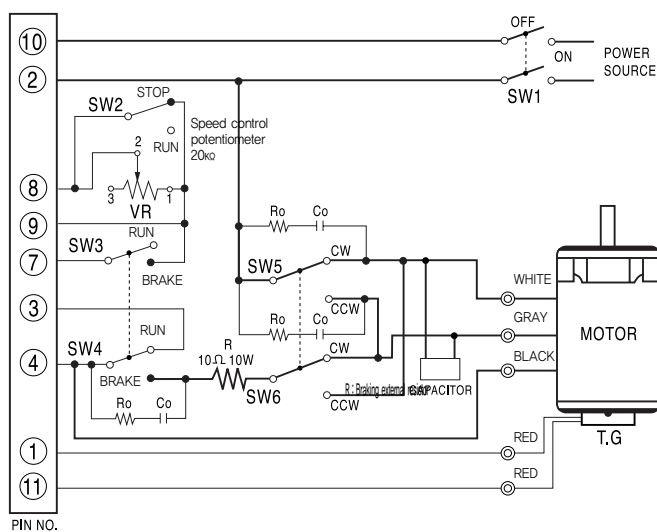 OFF
10
ON
POWER
SOURCE
2
SW1
STOP
SW2
Speed control
potentiometer
20KΩ
RUN
2
8
3
VR
1
9
Ro
Co
RUN
SW3
7
BRAKE
SW5
CW
WHITE
CCW
3
GRAY
MOTOR
RUN
Ro
Co
CW
4
SW4
R
10Ω 10W
BLACK
BRAKE
SW6
R : Braking external resistor
CAPACITOR
CCW
Ro
Co
RED
T.G
1
RED
11
PIN NO.